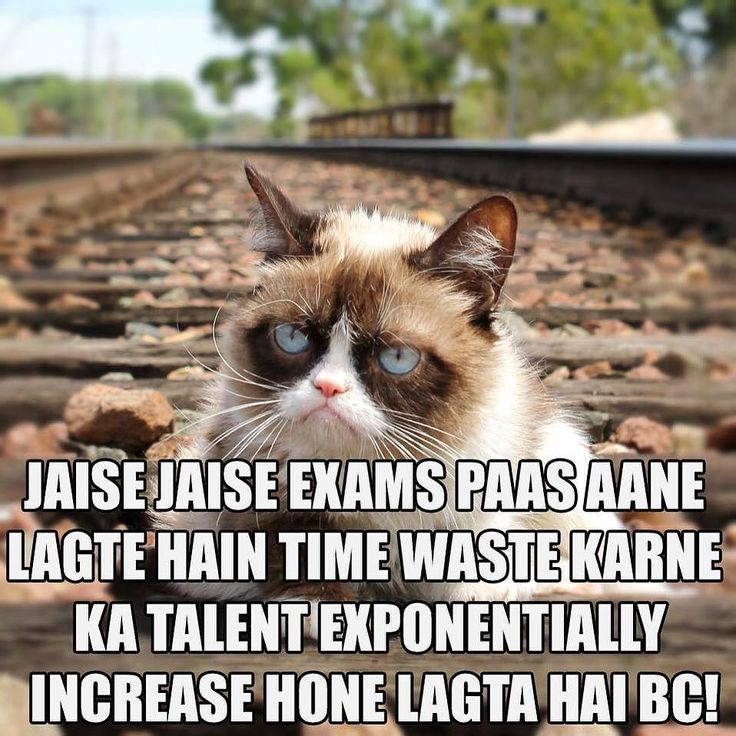 JAISE JAISE EXAMS PAAS AANE
LAGTE HAIN TIME WASTE KARNE
KA TALENT EXPONENTIALLY
INCREASE HONE LAGTA HAI BC!